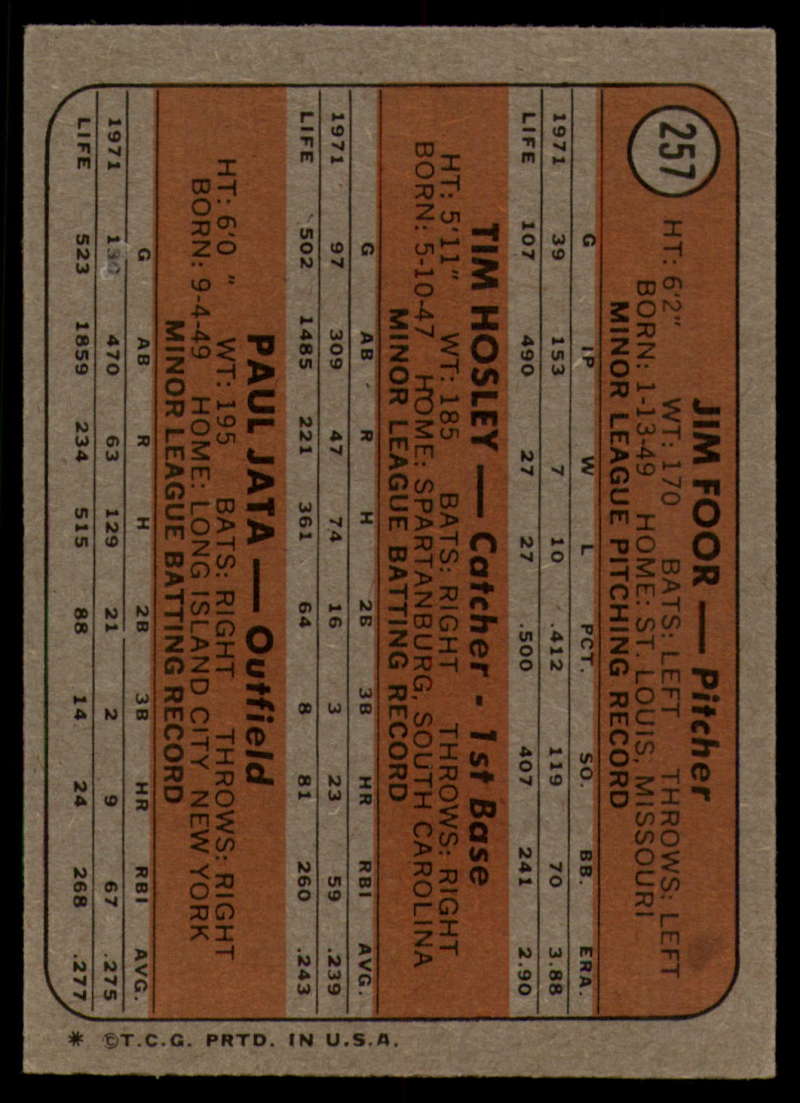 257
JIM FOOR — Pitcher
HT: 6'2" WT: 170 BATS: LEFT THROWS: LEFT
BORN: 1-13-49 HOME: ST. LOUIS, MISSOURI
MINOR LEAGUE PITCHING RECORD
G IP W L PCT. SO. BB. ERA.
1971 39 153 7 10 .412 119 70 3.88
LIFE 107 490 27 27 .500 407 241 2.90
TIM HOSLEY — Catcher - 1st Base
HT: 5'11" WT: 185 BATS: RIGHT THROWS: RIGHT
BORN: 5-10-47 HOME: SPARTANBURG, SOUTH CAROLINA
MINOR LEAGUE BATTING RECORD
G AB R H 2B 3B HR RBI AVG.
1971 97 309 47 74 16 3 23 59 .239
LIFE 502 1485 221 361 64 8 81 260 .243
PAUL JATA — Outfield
HT: 6'0 " WT: 195 BATS: RIGHT THROWS: RIGHT
BORN: 9-4-49 HOME: LONG ISLAND CITY NEW YORK
MINOR LEAGUE BATTING RECORD
G AB R H 2B 3B HR RBI AVG.
1971 470 63 129 21 2 9 67 .275
LIFE 523 1859 234 515 88 14 24 268 .277
* ©T.C.G. PRTD. IN U.S.A.